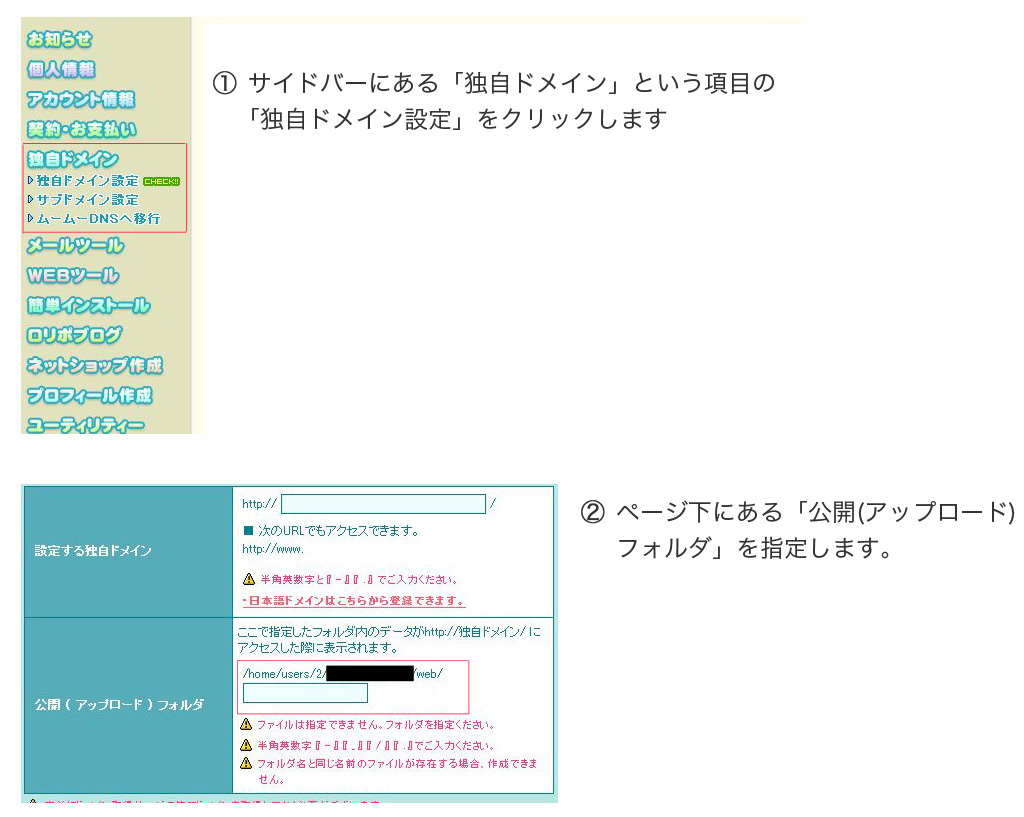 お知らせ
個人情報
アカウント情報
契約・お支払い
独自ドメイン
独自ドメイン設定 CHECK!!
サブドメイン設定
ムームーDNSへ移行
メールツール
WEBツール
簡単インストール
ロリポブログ
ネットショップ作成
プロフィール作成
ユーティリティー
① サイドバーにある「独自ドメイン」という項目の
「独自ドメイン設定」をクリックします
設定する独自ドメイン
http:// /
■ 次のURLでもアクセスできます。
http://www.
半角英数字と『-』『.』でご入力ください。
・日本語ドメインはこちらから登録できます。
公開(アップロード)フォルダ
ここで指定したフォルダ内のデータがhttp://独自ドメイン/に
アクセスした際に表示されます。
/home/users/2/ /web/
ファイルは指定できません。フォルダを指定ください。
半角英数字『-』『_』『/』『.』でご入力ください。
フォルダ名と同じ名前のファイルが存在する場合、作成できま
せん。
② ページ下にある「公開(アップロード)
フォルダ」を指定します。